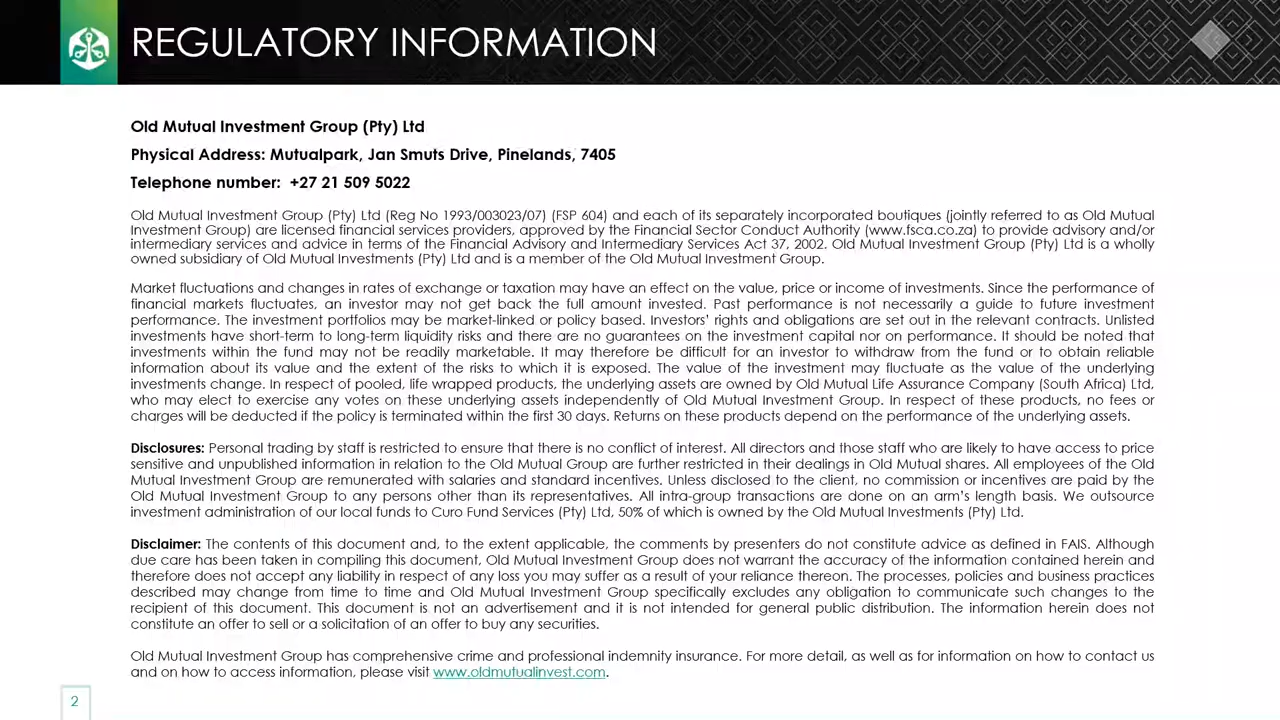 REGULATORY INFORMATION
Old Mutual Investment Group (Pty) Ltd
Physical Address: Mutualpark, Jan Smuts Drive, Pinelands, 7405
Telephone number:  +27 21 509 5022
Old Mutual Investment Group (Pty) Ltd (Reg No 1993/003023/07) (FSP 604) and each of its separately incorporated boutiques (jointly referred to as Old Mutual
Investment Group) are licensed financial services providers, approved by the Financial Sector Conduct Authority (www.fsca.co.za) to provide advisory and/or
intermediary services and advice in terms of the Financial Advisory and Intermediary Services Act 37, 2002. Old Mutual Investment Group (Pty) Ltd is a wholly
owned subsidiary of Old Mutual Investments (Pty) Ltd and is a member of the Old Mutual Investment Group.
Market fluctuations and changes in rates of exchange or taxation may have an effect on the value, price or income of investments. Since the performance of
financial markets fluctuates, an investor may not get back the full amount invested. Past performance is not necessarily a guide to future investment
performance. The investment portfolios may be market-linked or policy based. Investors' rights and obligations are set out in the relevant contracts. Unlisted
investments have short-term to long-term liquidity risks and there are no guarantees on the investment capital nor on performance. It should be noted that
investments within the fund may not be readily marketable. It may therefore be difficult for an investor to withdraw from the fund or to obtain reliable
information about its value and the extent of the risks to which it is exposed. The value of the investment may fluctuate as the value of the underlying
investments change. In respect of pooled, life wrapped products, the underlying assets are owned by Old Mutual Life Assurance Company (South Africa) Ltd,
who may elect to exercise any votes on these underlying assets independently of Old Mutual Investment Group. In respect of these products, no fees or
charges will be deducted if the policy is terminated within the first 30 days. Returns on these products depend on the performance of the underlying assets.
Disclosures: Personal trading by staff is restricted to ensure that there is no conflict of interest. All directors and those staff who are likely to have access to price
sensitive and unpublished information in relation to the Old Mutual Group are further restricted in their dealings in Old Mutual shares. All employees of the Old
Mutual Investment Group are remunerated with salaries and standard incentives. Unless disclosed to the client, no commission or incentives are paid by the
Old Mutual Investment Group to any persons other than its representatives. All intra-group transactions are done on an arm's length basis. We outsource
investment administration of our local funds to Curo Fund Services (Pty) Ltd, 50% of which is owned by the Old Mutual Investments (Pty) Ltd.
Disclaimer: The contents of this document and, to the extent applicable, the comments by presenters do not constitute advice as defined in FAIS. Although
due care has been taken in compiling this document, Old Mutual Investment Group does not warrant the accuracy of the information contained herein and
therefore does not accept any liability in respect of any loss you may suffer as a result of your reliance thereon. The processes, policies and business practices
described may change from time to time and Old Mutual Investment Group specifically excludes any obligation to communicate such changes to the
recipient of this document. This document is not an advertisement and it is not intended for general public distribution. The information herein does not
constitute an offer to sell or a solicitation of an offer to buy any securities.
Old Mutual Investment Group has comprehensive crime and professional indemnity insurance. For more detail, as well as for information on how to contact us
and on how to access information, please visit www.oldmutualinvest.com.
2